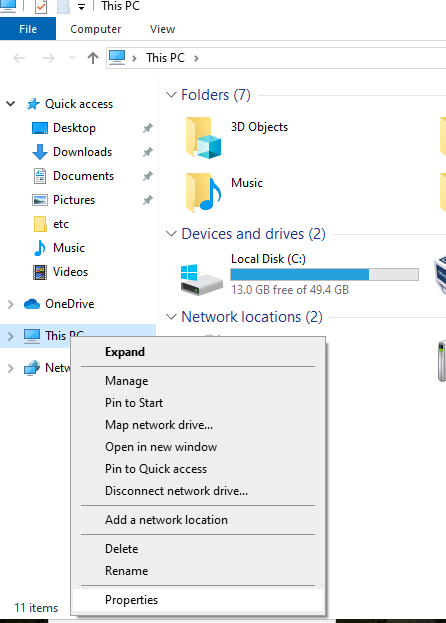 This PC
File
Computer
View
This PC
Quick access
Desktop
Downloads
Documents
Pictures
etc
Music
Videos
OneDrive
This PC
Folders (7)
3D Objects
Music
Devices and drives (2)
Local Disk (C:)
13.0 GB free of 49.4 GB
Network locations (2)
Expand
Manage
Pin to Start
Map network drive...
Open in new window
Pin to Quick access
Disconnect network drive...
Add a network location
Delete
Rename
Properties
11 items